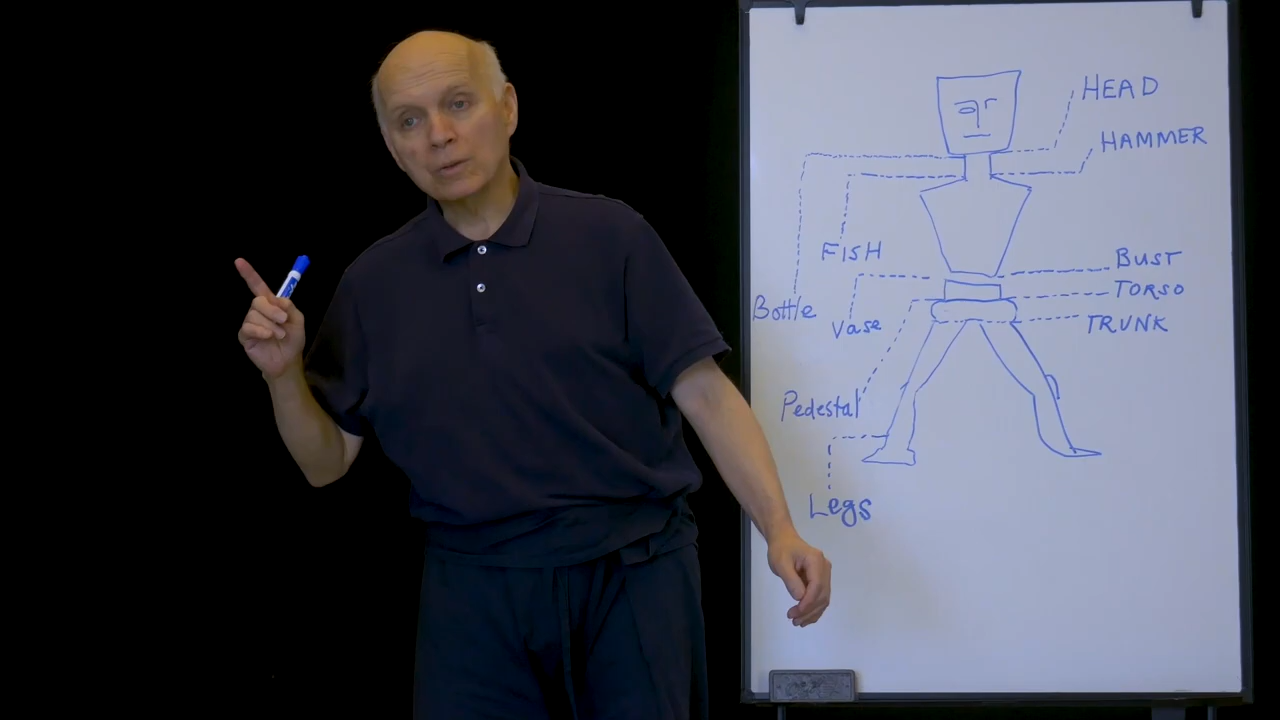 HEAD
HAMMER
FISH
BUST
TORSO
Bottle
Vase
TRUNK
Pedestal
Legs